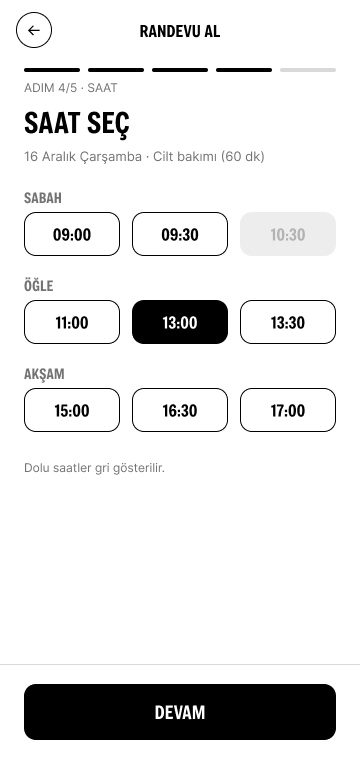 RANDEVU AL
ADIM 4/5 · SAAT
SAAT SEÇ
16 Aralık Çarşamba · Cilt bakımı (60 dk)
SABAH
09:00 09:30 10:30
ÖĞLE
11:00 13:00 13:30
AKŞAM
15:00 16:30 17:00
Dolu saatler gri gösterilir.
DEVAM